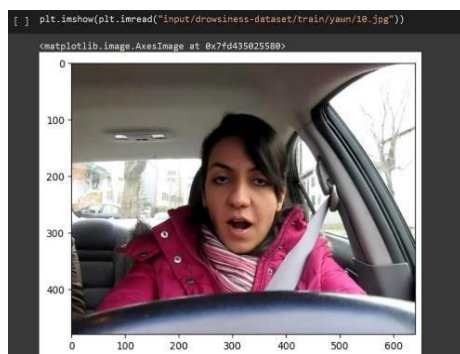 [ ] plt.imshow(plt.imread("input/drowsiness-dataset/train/yawn/10.jpg"))
<matplotlib.image.AxesImage at 0x7fd435025580>
0
100
200
300
400
0 100 200 300 400 500 600